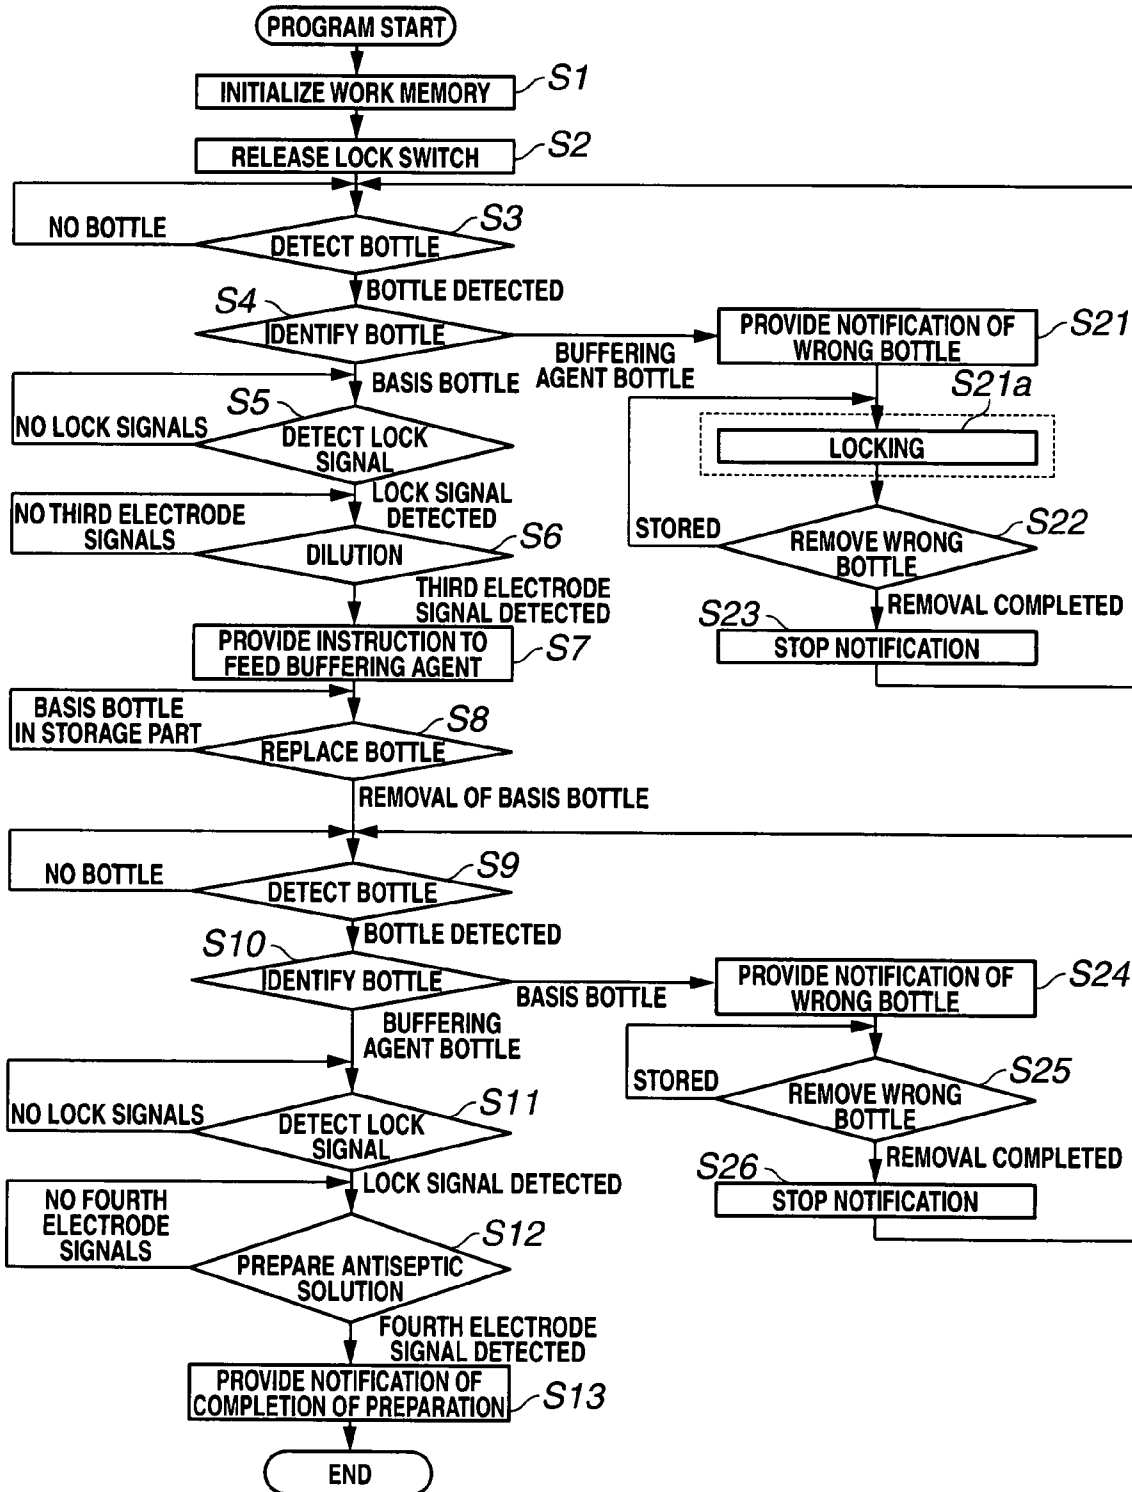 PROGRAM START
INITIALIZE WORK MEMORY
S1
RELEASE LOCK SWITCH
S2
NO BOTTLE
DETECT BOTTLE
S3
BOTTLE DETECTED
S4
IDENTIFY BOTTLE
BUFFERING
AGENT BOTTLE
PROVIDE NOTIFICATION OF
WRONG BOTTLE
S21
BASIS BOTTLE
S5
NO LOCK SIGNALS
DETECT LOCK
SIGNAL
S21a
LOCKING
LOCK SIGNAL
DETECTED
NO THIRD ELECTRODE
SIGNALS
DILUTION
S6
STORED
REMOVE WRONG
BOTTLE
S22
THIRD ELECTRODE
SIGNAL DETECTED
REMOVAL COMPLETED
S23
STOP NOTIFICATION
PROVIDE INSTRUCTION TO
FEED BUFFERING AGENT
S7
BASIS BOTTLE
IN STORAGE PART
REPLACE BOTTLE
S8
REMOVAL OF BASIS BOTTLE
NO BOTTLE
DETECT BOTTLE
S9
BOTTLE DETECTED
S10
IDENTIFY BOTTLE
BASIS BOTTLE
PROVIDE NOTIFICATION OF
WRONG BOTTLE
S24
BUFFERING
AGENT BOTTLE
STORED
REMOVE WRONG
BOTTLE
S25
NO LOCK SIGNALS
DETECT LOCK
SIGNAL
S11
REMOVAL COMPLETED
S26
STOP NOTIFICATION
LOCK SIGNAL DETECTED
NO FOURTH
ELECTRODE
SIGNALS
PREPARE ANTISEPTIC
SOLUTION
S12
FOURTH ELECTRODE
SIGNAL DETECTED
PROVIDE NOTIFICATION OF
COMPLETION OF PREPARATION
S13
END